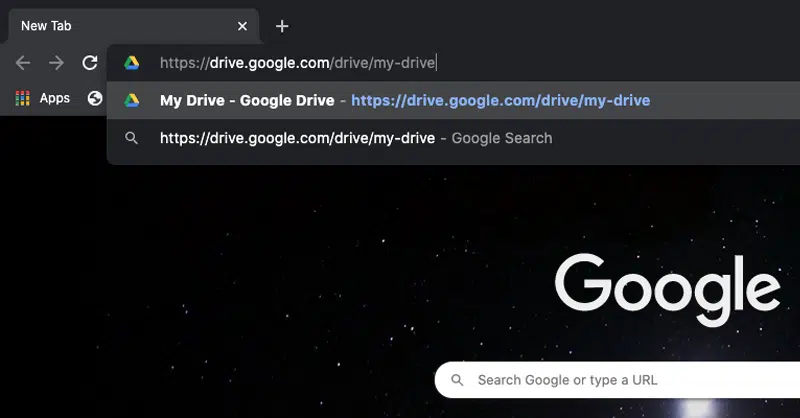 New Tab
https://drive.google.com/drive/my-drive
Apps
My Drive - Google Drive - https://drive.google.com/drive/my-drive
https://drive.google.com/drive/my-drive - Google Search
Google
Search Google or type a URL